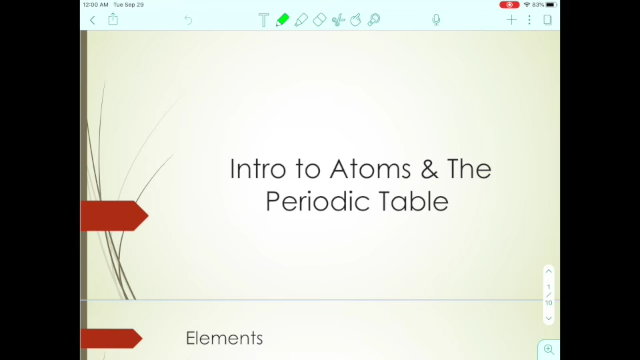 12:00 AM Tue Sep 29
83%
T
Intro to Atoms & The
Periodic Table
1
/
10
Elements